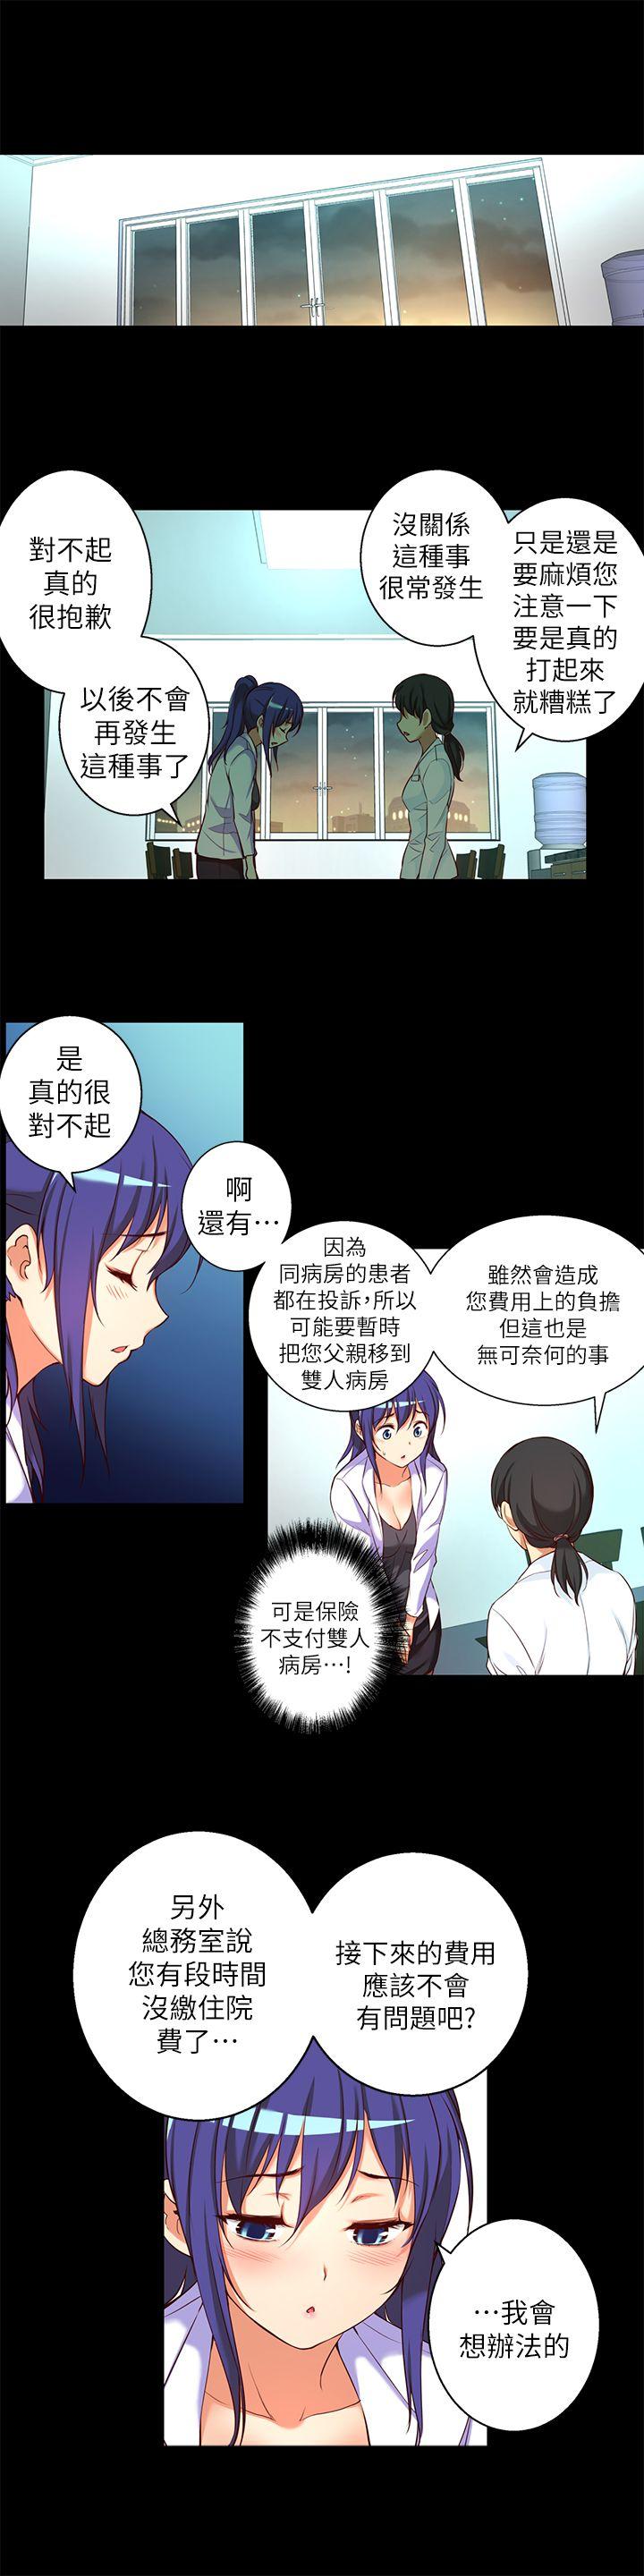 對不起
真的
很抱歉
以後不會
再發生
這種事了
沒關係
這種事
很常發生
只是還是
要麻煩您
注意一下
要是真的
打起來
就糟糕了
是
真的很
對不起
啊
還有…
因為
同病房的患者
都在投訴,所以
可能要暫時
把您父親移到
雙人病房
雖然會造成
您費用上的負擔
但這也是
無可奈何的事
可是保險
不支付雙人
病房…!
另外
總務室說
您有段時間
沒繳住院
費了…
接下來的費用
應該不會
有問題吧?
…我會
想辦法的